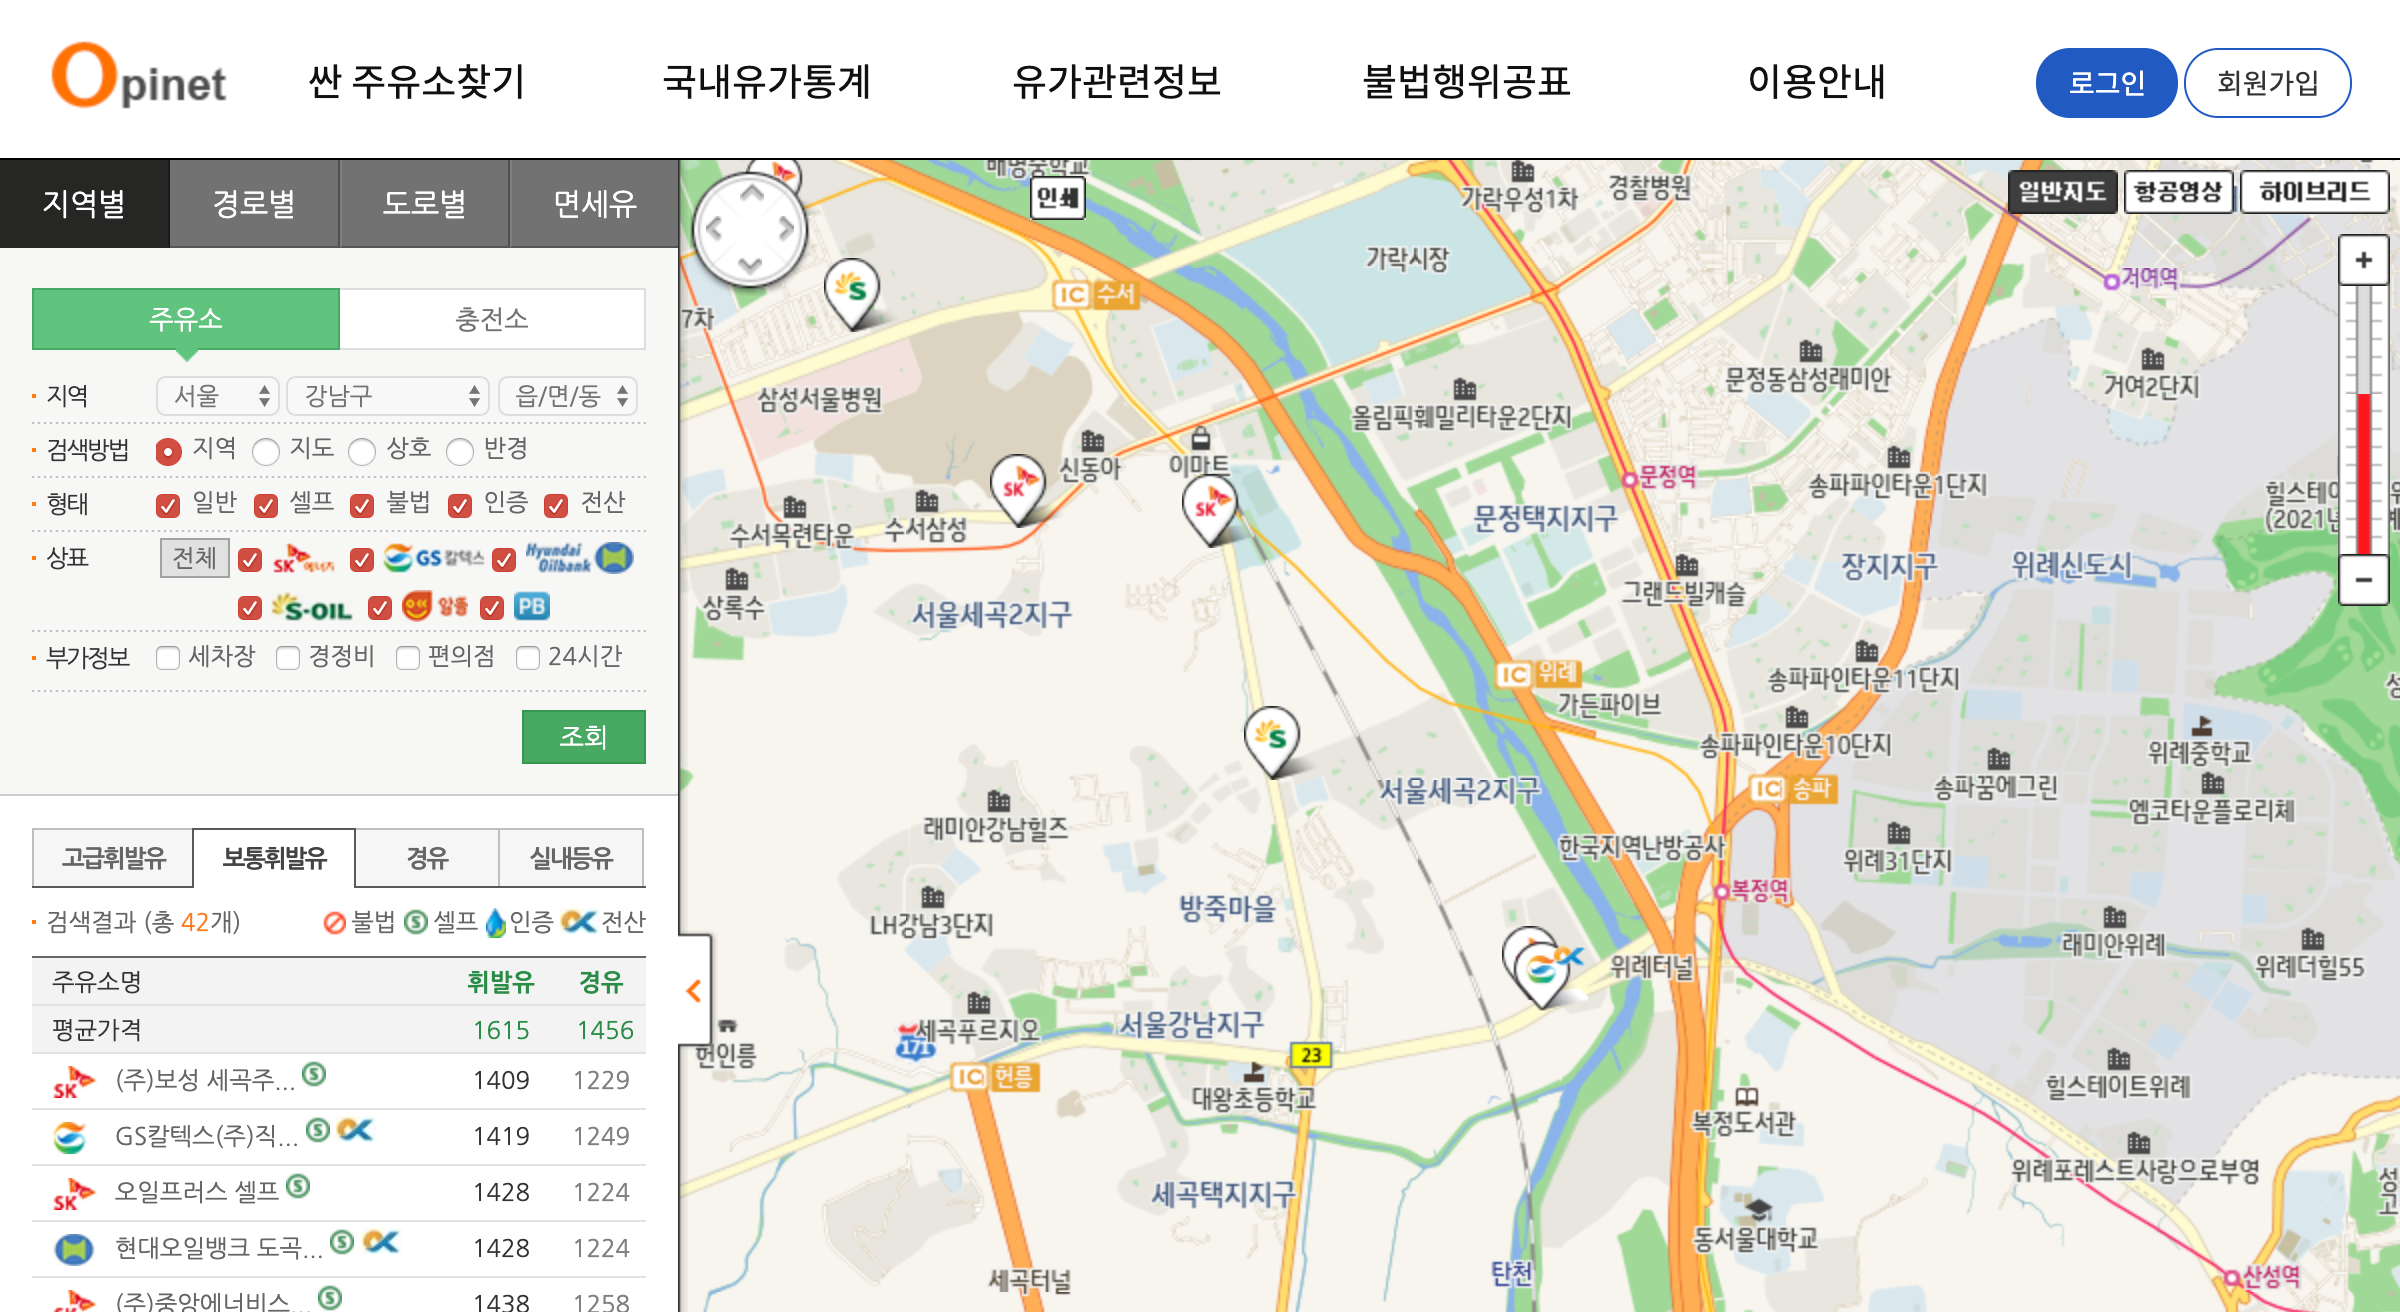 Opinet 싼 주유소찾기 국내유가통계 유가관련정보 불법행위공표 이용안내 로그인 회원가입
지역별 경로별 도로별 면세유
주유소 충전소
지역 서울 강남구 읍/면/동
검색방법 지역 지도 상호 반경
형태 일반 셀프 불법 인증 전산
상표 전체 SK에너지 GS칼텍스 Hyundai Oilbank
S-OIL 알뜰 PB
부가정보 세차장 경정비 편의점 24시간
조회
고급휘발유 보통휘발유 경유 실내등유
검색결과 (총 42개) 불법 셀프 인증 전산
주유소명 휘발유 경유
평균가격 1615 1456
SK (주)보성 세곡주... 1409 1229
GS칼텍스(주)직... 1419 1249
SK 오일프러스 셀프 1428 1224
현대오일뱅크 도곡... 1428 1224
(주)중앙에너비스... 1438 1258
인쇄
일반지도 항공영상 하이브리드
+
−
배명중학교
가락우성1차
경찰병원
가락시장
거여역
IC 수서
7차
삼성서울병원
문정동삼성래미안
거여2단지
올림픽훼밀리타운2단지
신동아
이마트
문정역
송파파인타운1단지
SK
SK
수서목련타운
수서삼성
문정택지지구
힐스테이
(2021년
장지지구
위례신도시
상록수
서울세곡2지구
그랜드빌캐슬
IC 위례
가든파이브
송파파인타운11단지
송파파인타운10단지
위례중학교
서울세곡2지구
IC 송파
송파꿈에그린
엠코타운플로리체
래미안강남힐즈
한국지역난방공사
위례31단지
복정역
방죽마을
LH강남3단지
래미안위례
위례터널
위례더힐55
세곡푸르지오
서울강남지구
171
23
헌인릉
IC 헌릉
대왕초등학교
힐스테이트위례
복정도서관
위례포레스트사랑으로부영
세곡택지지구
동서울대학교
세곡터널
탄천
산성역